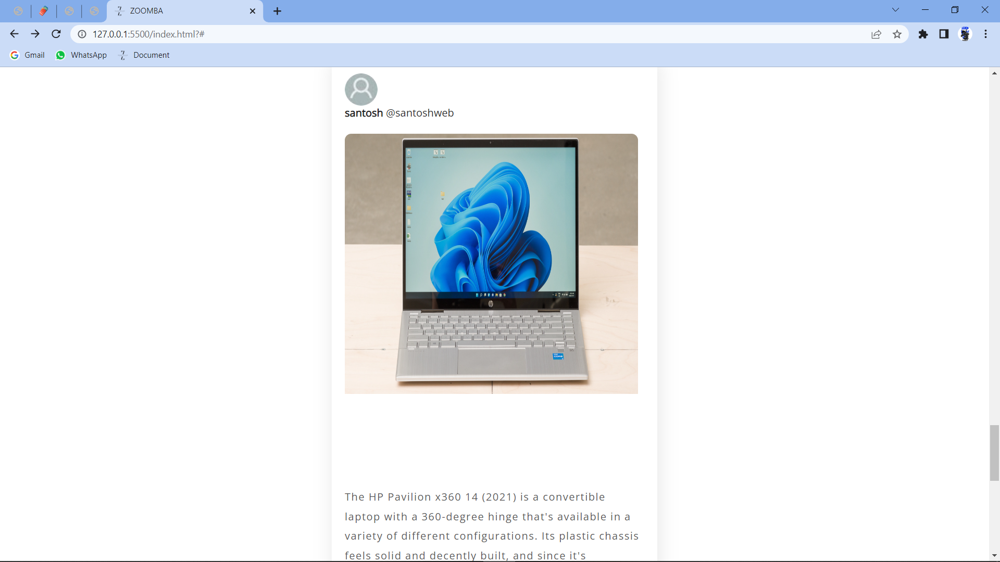 ZOOMBA
127.0.0.1:5500/index.html?#
Gmail WhatsApp Document
santosh @santoshweb
hp
The HP Pavilion x360 14 (2021) is a convertible
laptop with a 360-degree hinge that's available in a
variety of different configurations. Its plastic chassis
feels solid and decently built, and since it's